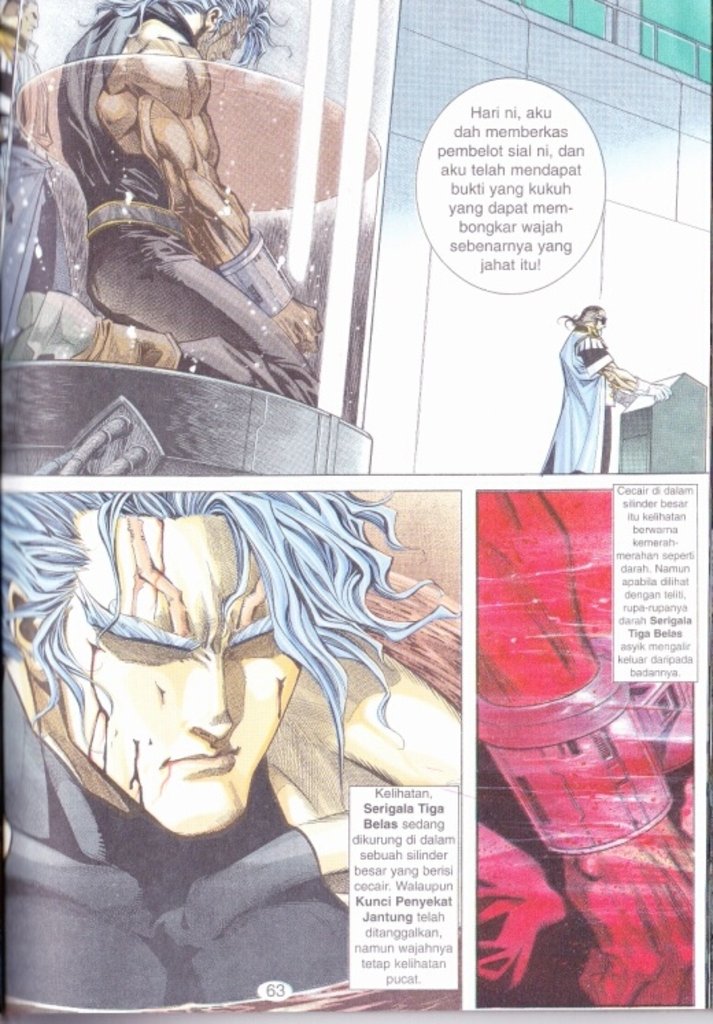 Hari ni, aku
dah memberkas
pembelot sial ni, dan
aku telah mendapat
bukti yang kukuh
yang dapat mem-
bongkar wajah
sebenarnya yang
jahat itu!
Cecair di dalam
silinder besar
itu kelihatan
berwarna
kemerah-
merahan seperti
darah. Namun
apabila dilihat
dengan teliti,
rupa-rupanya
darah Serigala
Tiga Belas
asyik mengalir
keluar daripada
badannya.
Kelihatan,
Serigala Tiga
Belas sedang
dikurung di dalam
sebuah silinder
besar yang berisi
cecair. Walaupun
Kunci Penyekat
Jantung telah
ditanggalkan,
namun wajahnya
tetap kelihatan
pucat.
63